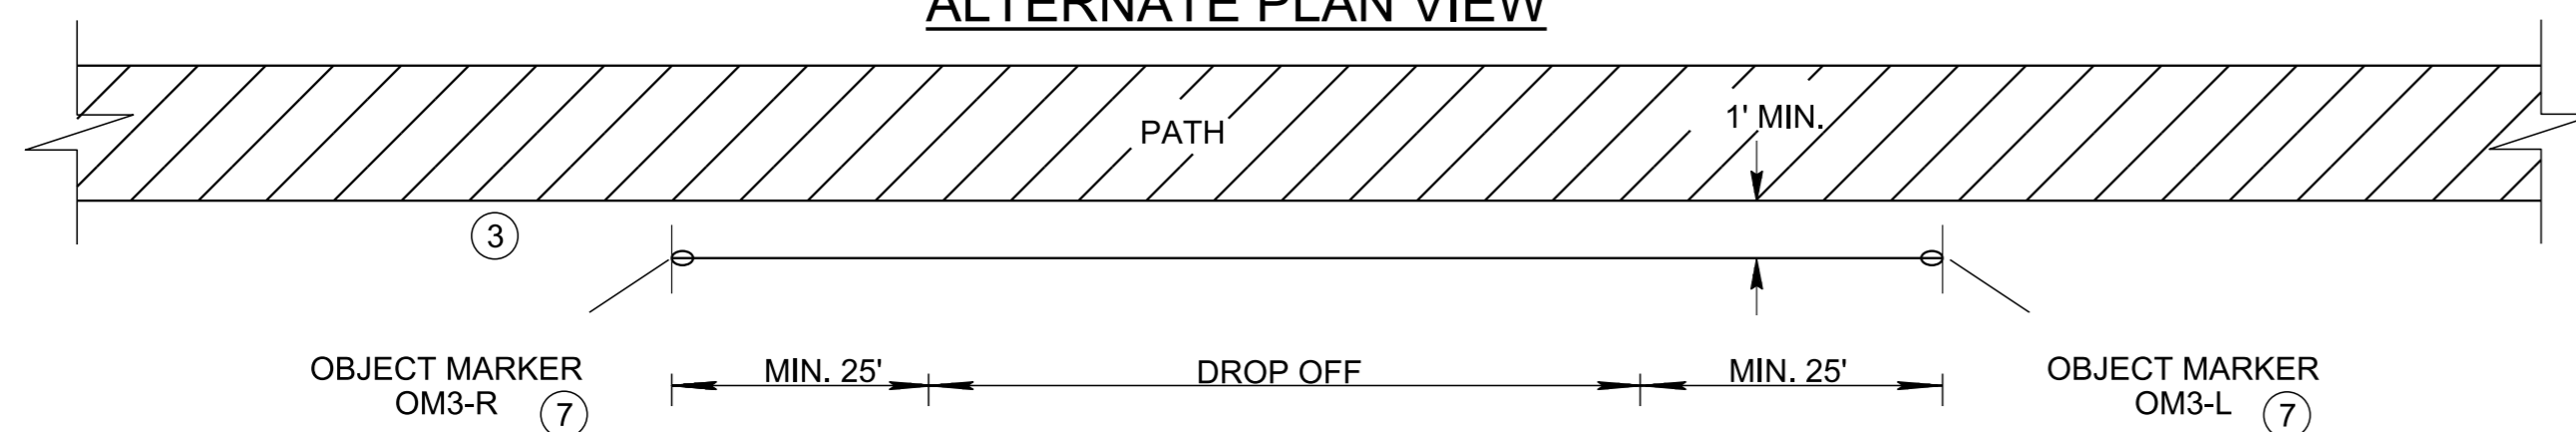 ALTERNATE PLAN VIEW
1' MIN.
PATH
3
OBJECT MARKER
OM3-R 7
MIN. 25'
DROP OFF
MIN. 25'
OBJECT MARKER
OM3-L 7